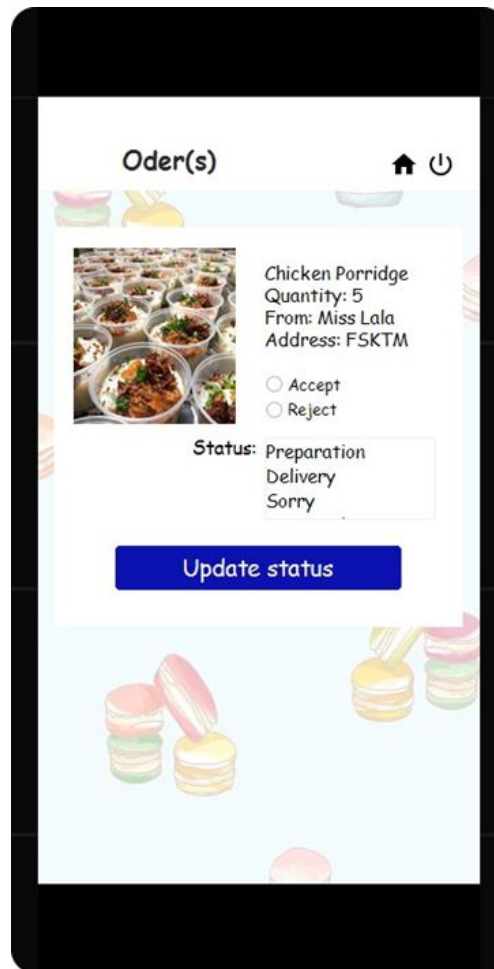 Oder(s)
Chicken Porridge
Quantity: 5
From: Miss Lala
Address: FSKTM
Accept
Reject
Status:
Preparation
Delivery
Sorry
Update status